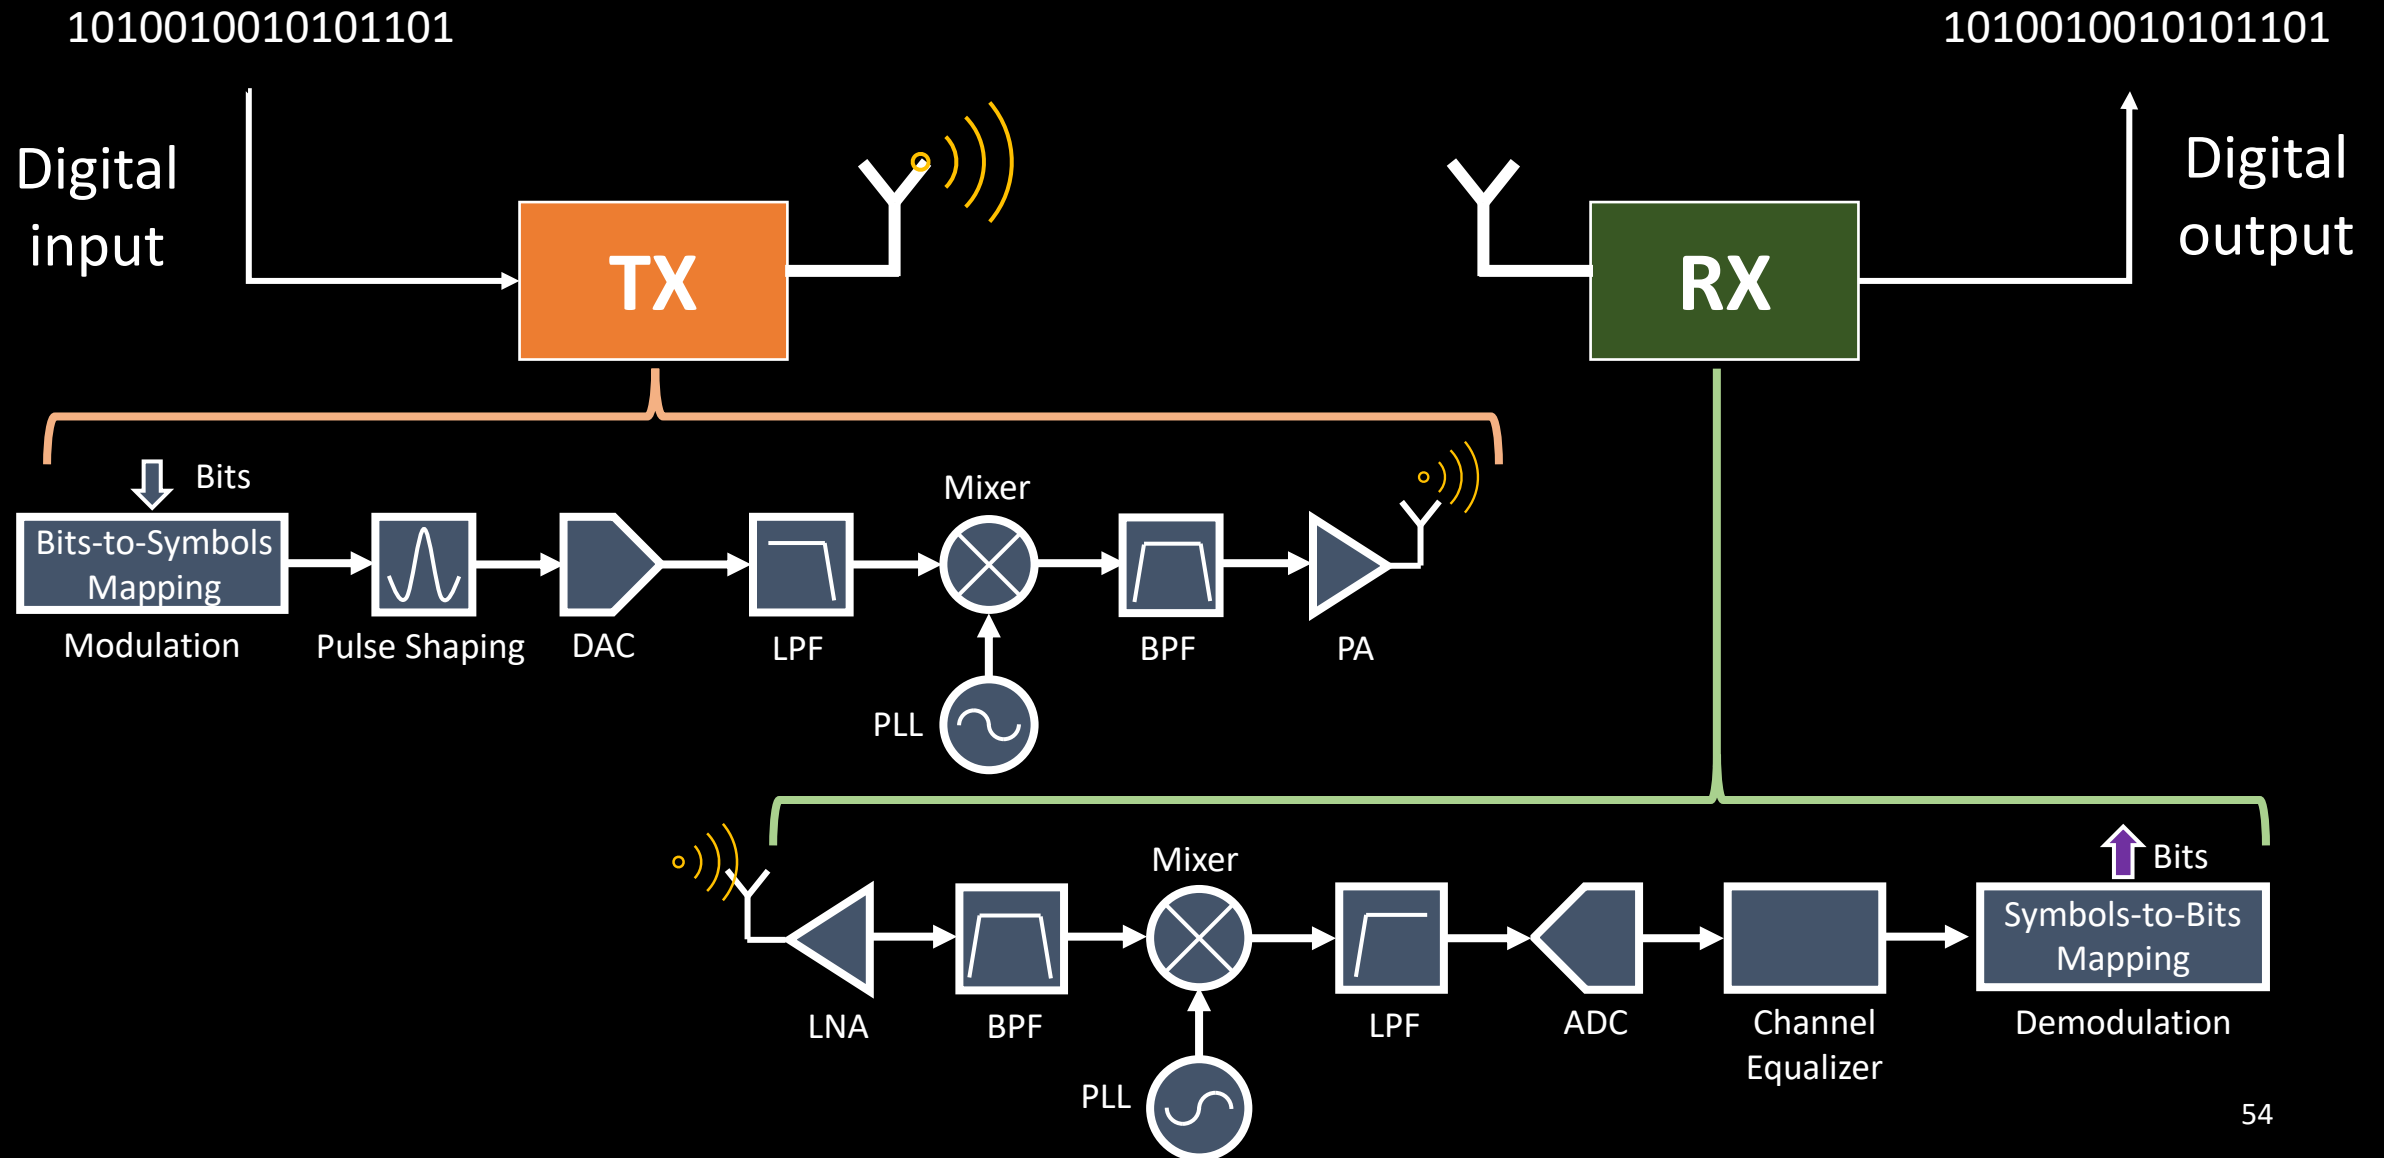 1010010010101101
1010010010101101
Digital
input
TX
RX
Digital
output
Bits
Bits-to-Symbols
Mapping
Modulation
Pulse Shaping
DAC
LPF
Mixer
PLL
BPF
PA
LNA
BPF
Mixer
PLL
LPF
ADC
Channel
Equalizer
Bits
Symbols-to-Bits
Mapping
Demodulation
54